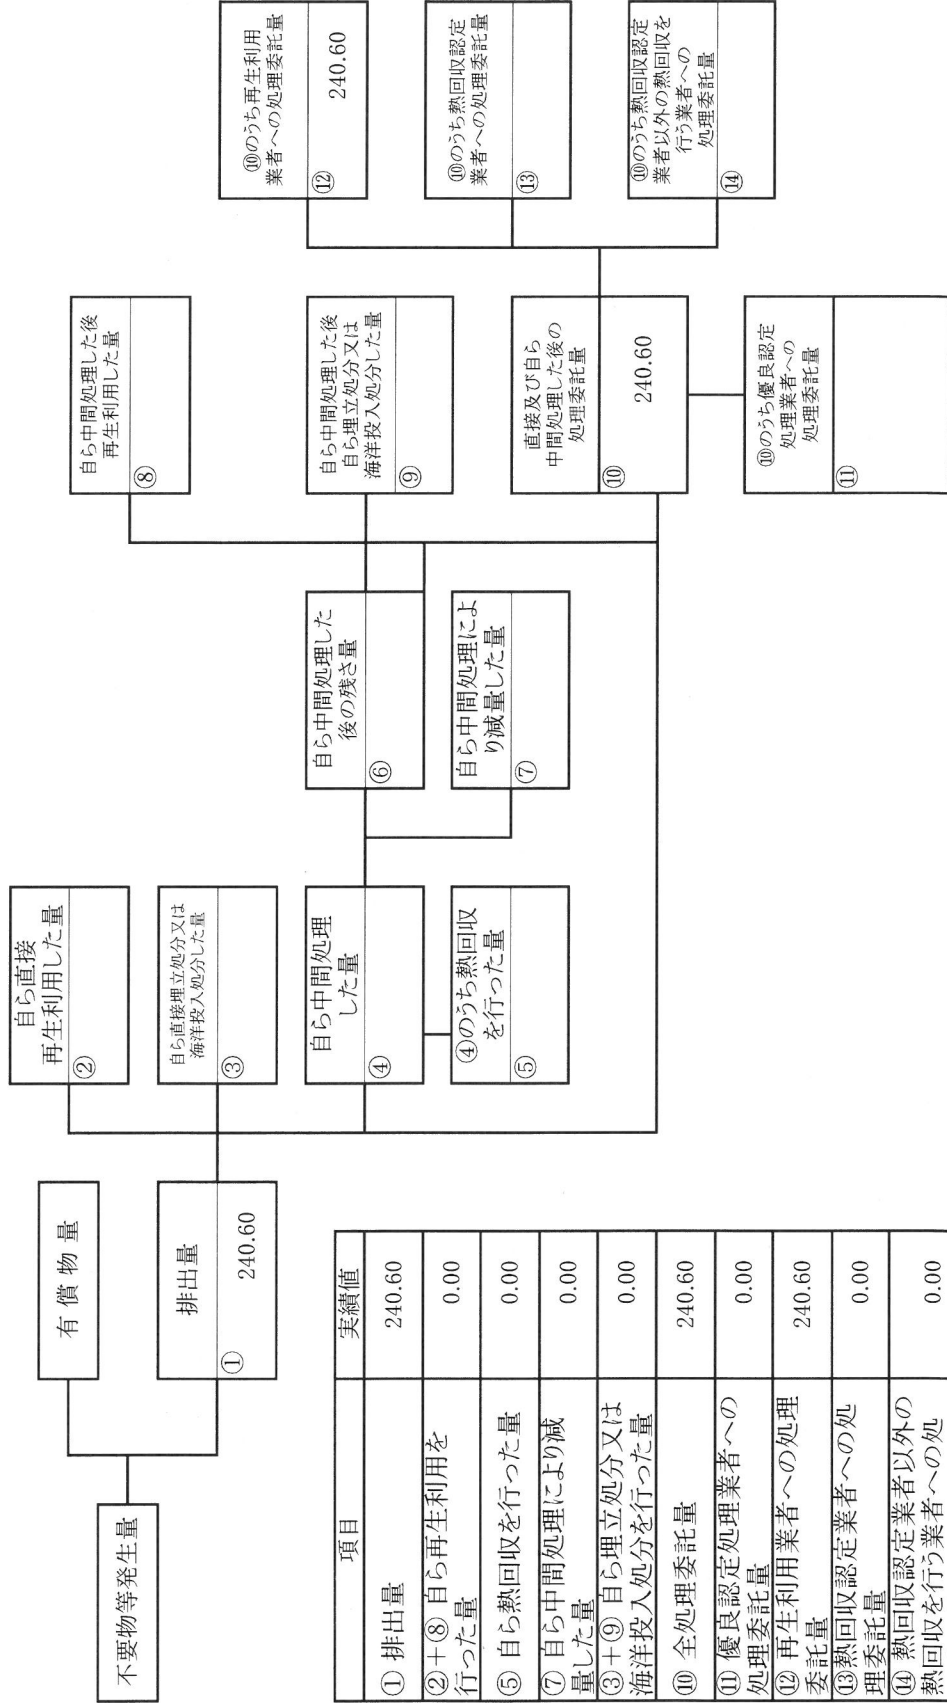 不要物等発生量
有償物量
排出量
①
240.60
自ら直接
再生利用した量
②
自ら直接埋立処分又は
海洋投入処分した量
③
自ら中間処理
した量
④
④のうち熱回収
を行った量
⑤
自ら中間処理した
後の残さ量
⑥
自ら中間処理によ
り減量した量
⑦
自ら中間処理した後
再生利用した量
⑧
自ら中間処理した後
自ら埋立処分又は
海洋投入処分した量
⑨
直接及び自ら
中間処理した後の
処理委託量
⑩
240.60
⑩のうち優良認定
処理業者への
処理委託量
⑪
⑩のうち再生利用
業者への処理委託量
⑫
240.60
⑩のうち熱回収認定
業者への処理委託量
⑬
⑩のうち熱回収認定
業者以外の熱回収を
行う業者への
処理委託量
⑭
項目 実績値
① 排出量 240.60
②+⑧ 自ら再生利用を
行った量 0.00
⑤ 自ら熱回収を行った量 0.00
⑦ 自ら中間処理により減
量した量 0.00
③+⑨ 自ら埋立処分又は
海洋投入処分を行った量 0.00
⑩ 全処理委託量 240.60
⑪ 優良認定処理業者への
処理委託量 0.00
⑫ 再生利用業者への処理
委託量 240.60
⑬熱回収認定業者への処
理委託量 0.00
⑭ 熱回収認定業者以外の
熱回収を行う業者への処 0.00